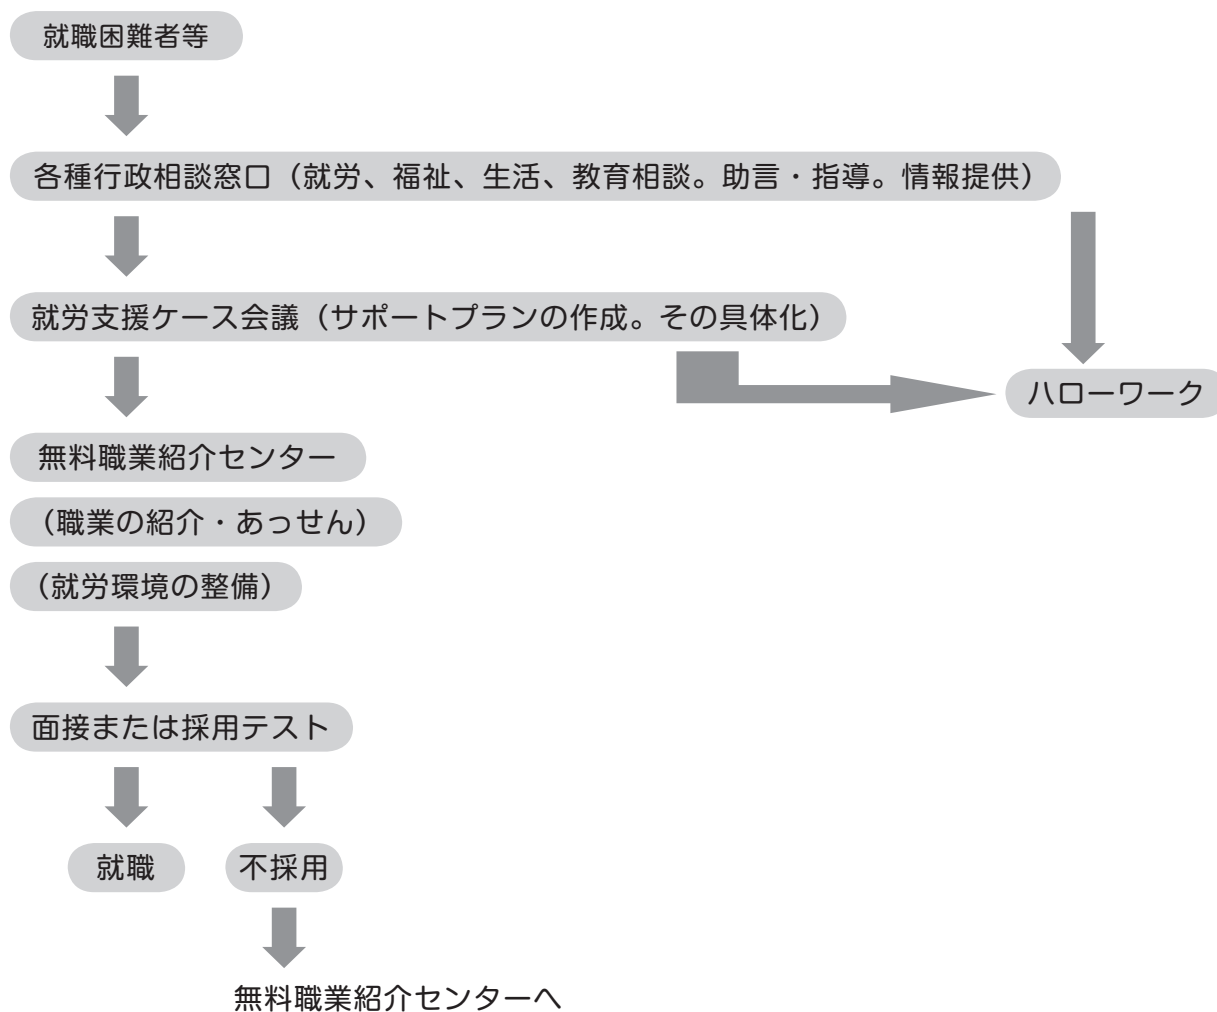 就職困難者等
各種行政相談窓口（就労、福祉、生活、教育相談。助言・指導。情報提供）
就労支援ケース会議（サポートプランの作成。その具体化）
ハローワーク
無料職業紹介センター
（職業の紹介・あっせん）
（就労環境の整備）
面接または採用テスト
就職
不採用
無料職業紹介センターへ